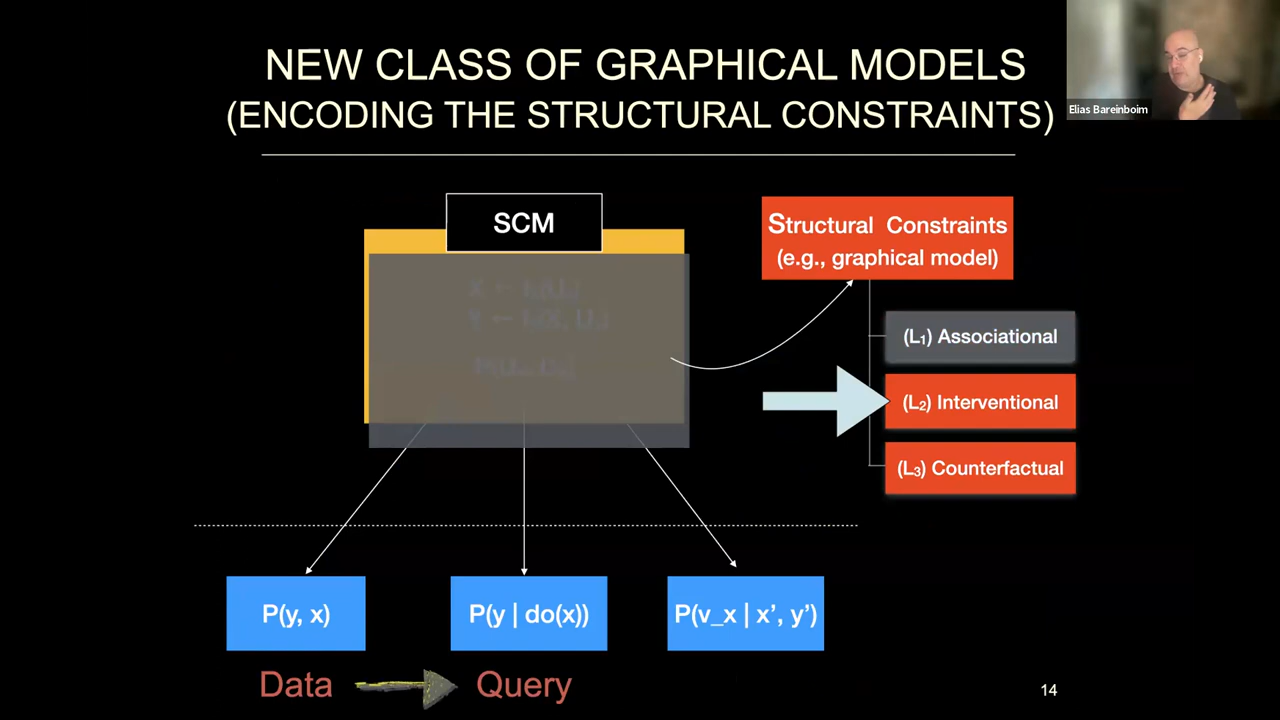 NEW CLASS OF GRAPHICAL MODELS
(ENCODING THE STRUCTURAL CONSTRAINTS)
Elias Bareinboim
SCM
Structural Constraints
(e.g., graphical model)
(L₁) Associational
(L₂) Interventional
(L₃) Counterfactual
P(y, x)
P(y | do(x))
P(v_x | x’, y’)
Data
Query
14